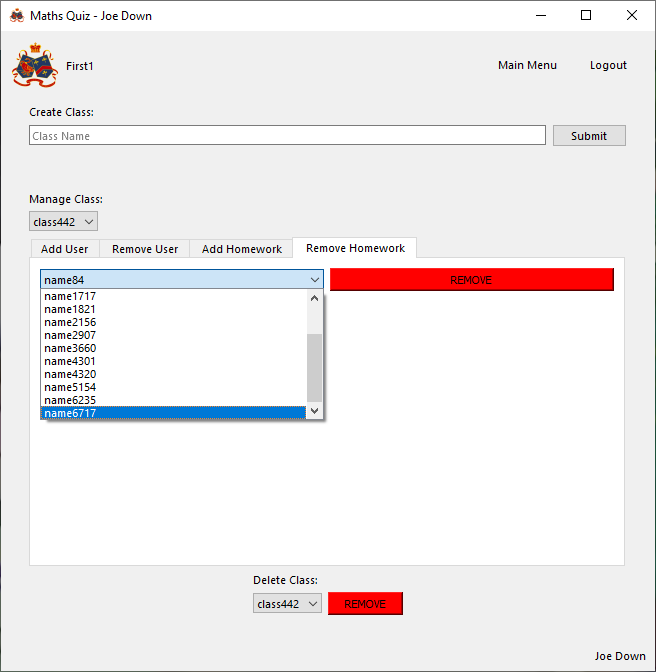 Maths Quiz - Joe Down
First1
Main Menu
Logout
Create Class:
Class Name
Submit
Manage Class:
class442
Add User
Remove User
Add Homework
Remove Homework
name84
REMOVE
name1717
name1821
name2156
name2907
name3660
name4301
name4320
name5154
name6235
name6717
Delete Class:
class442
REMOVE
Joe Down